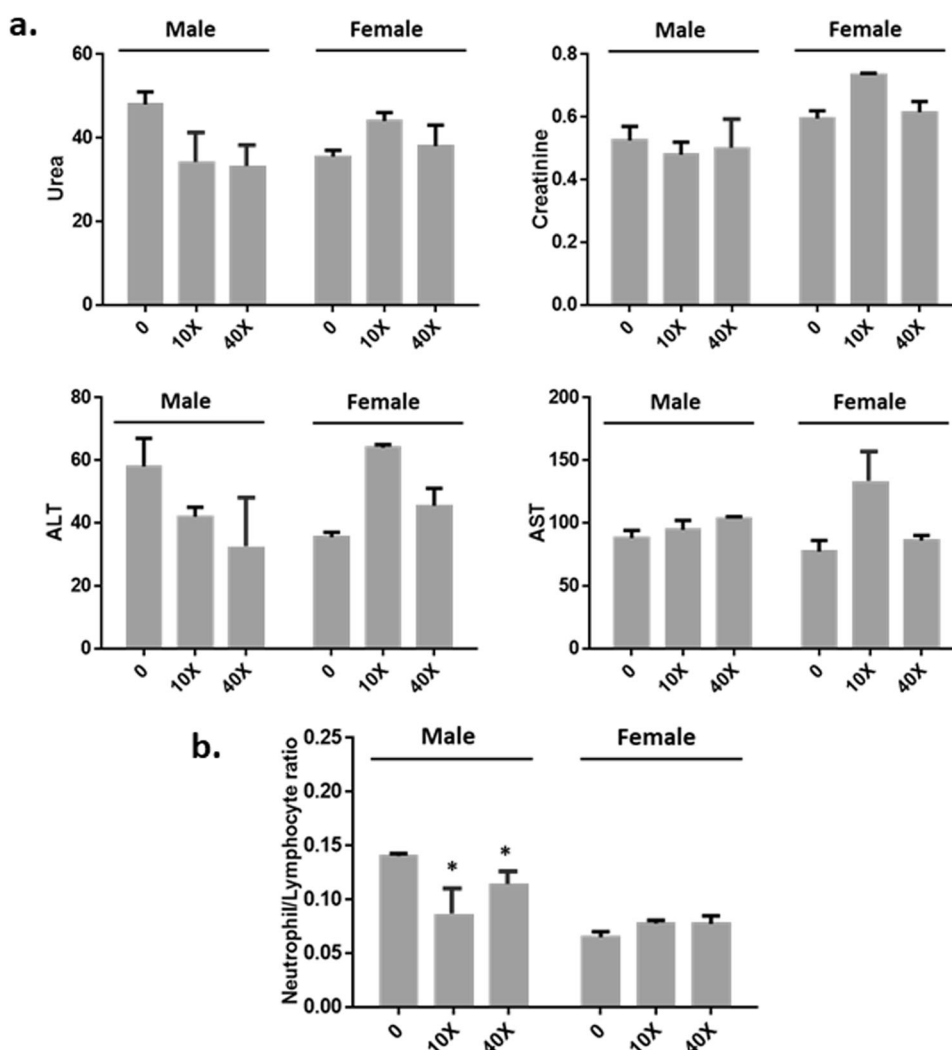 a.
Male Female
Urea
60
40
20
0
0 10X 40X 0 10X 40X
Male Female
Creatinine
0.8
0.6
0.4
0.2
0.0
0 10X 40X 0 10X 40X
Male Female
ALT
80
60
40
20
0
0 10X 40X 0 10X 40X
Male Female
AST
200
150
100
50
0
0 10X 40X 0 10X 40X
b.
Male Female
Neutrophil/Lymphocyte ratio
0.25
0.20
0.15
0.10
0.05
0.00
* *
0 10X 40X 0 10X 40X